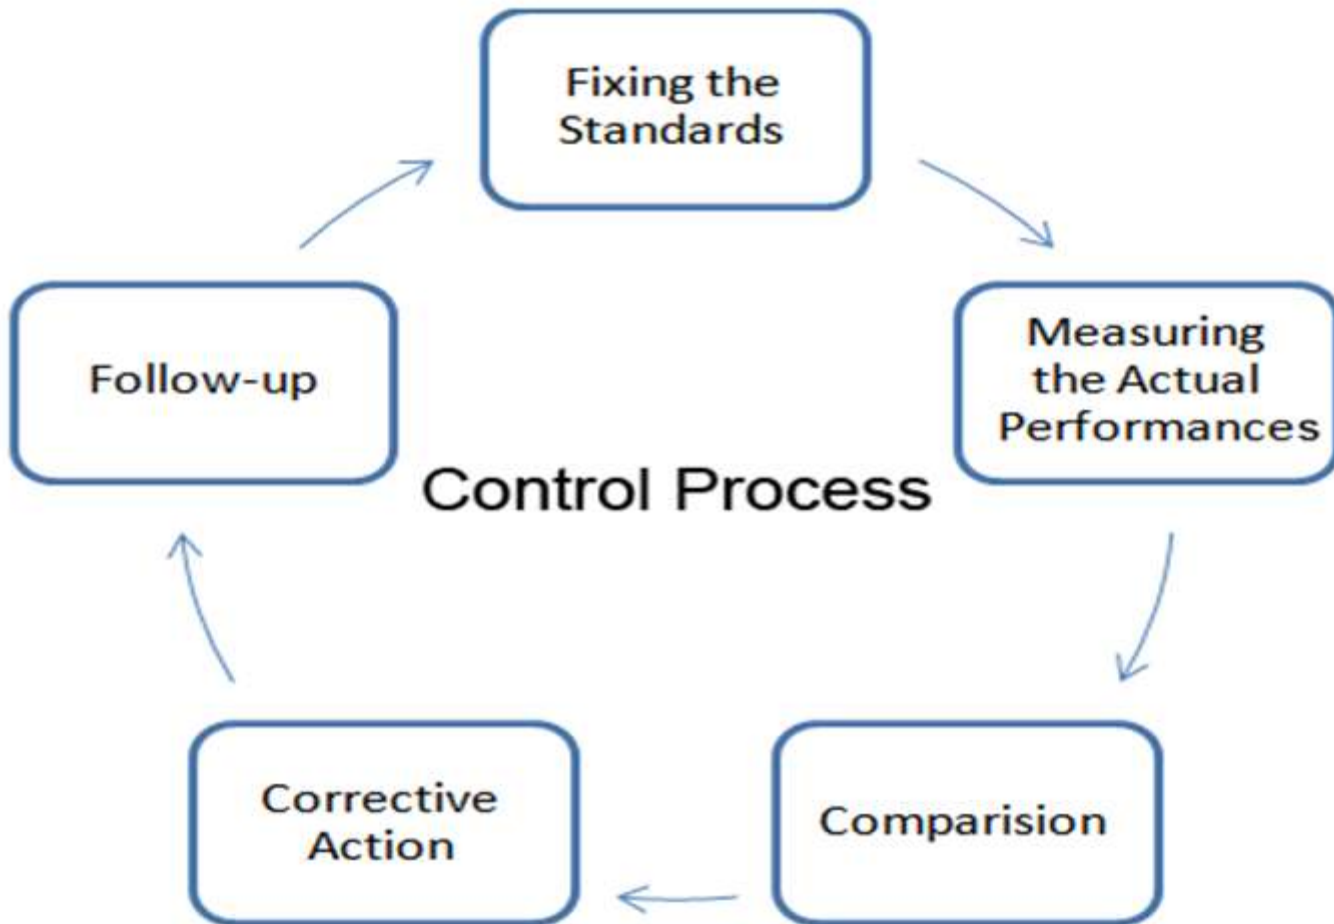 Fixing the
Standards
Measuring
the Actual
Performances
Comparision
Corrective
Action
Follow-up
Control Process